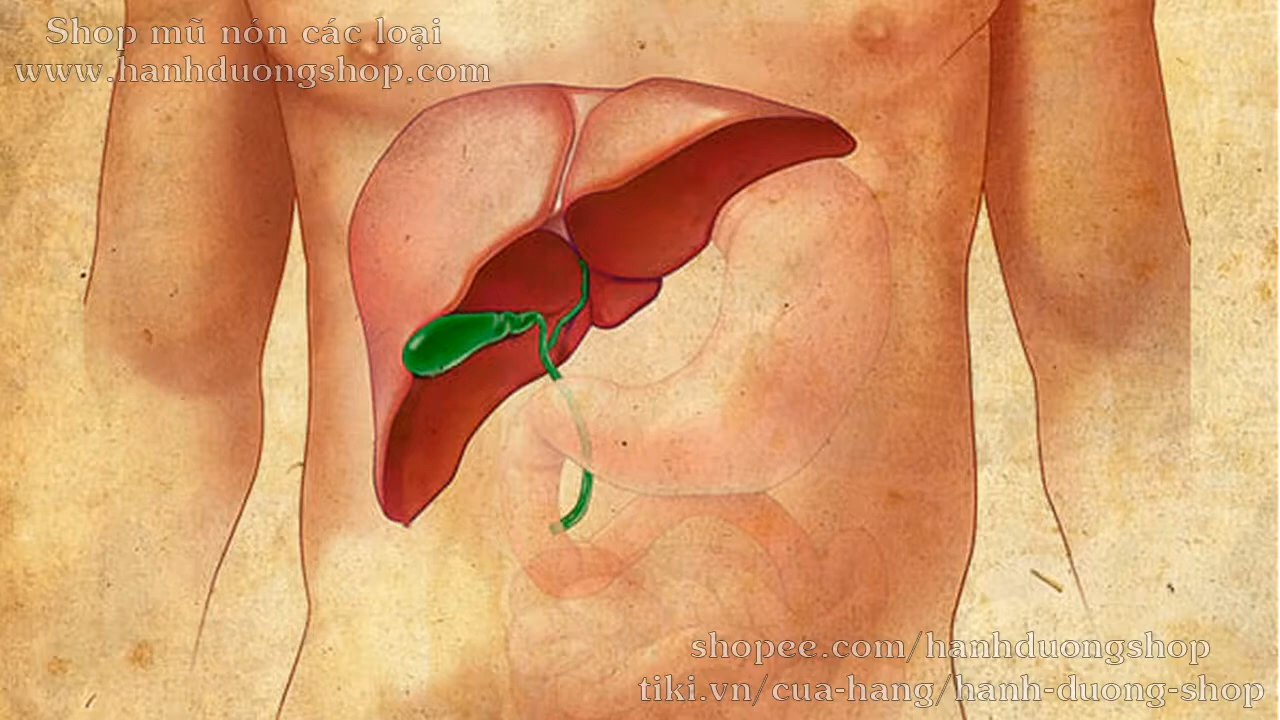 Shop mũ nón các loại
www.hanhduongshop.com
shopee.com/hanhduongshop
tiki.vn/cua-hang/hanh-duong-shop